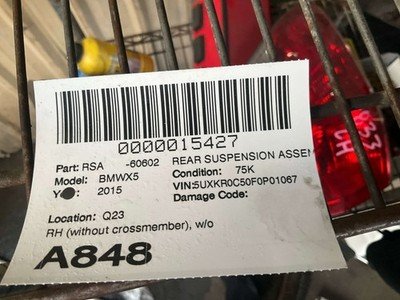 0000015427
Part: RSA -60602 REAR SUSPENSION ASSEM
Model: BMWX5 Condition: 75K
2015 VIN:5UXKR0C50F0P01067
Damage Code:
Location: Q23
RH (without crossmember), w/o
A848
933
LH